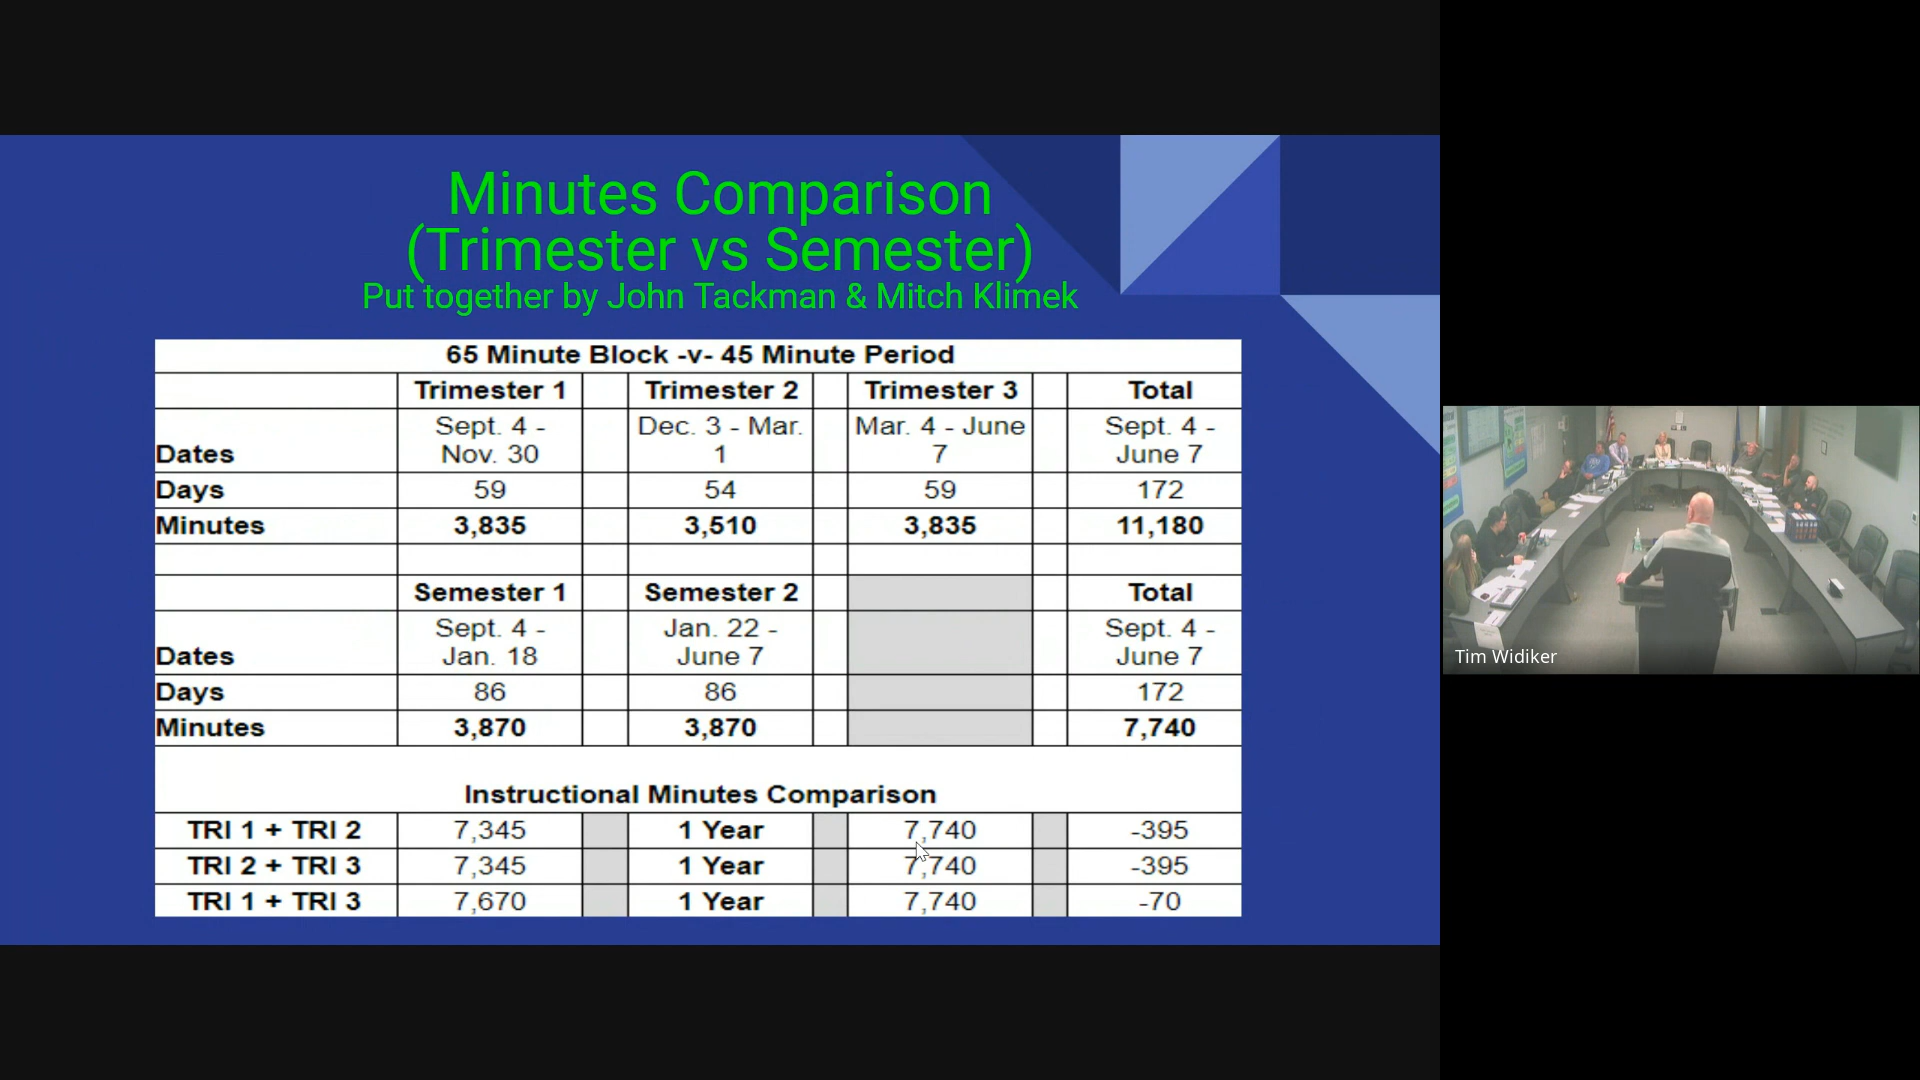 Minutes Comparison
(Trimester vs Semester)
Put together by John Tackman & Mitch Klimek
65 Minute Block -v- 45 Minute Period
Trimester 1 Trimester 2 Trimester 3 Total
Dates Sept. 4 - Nov. 30 Dec. 3 - Mar. 1 Mar. 4 - June 7 Sept. 4 - June 7
Days 59 54 59 172
Minutes 3,835 3,510 3,835 11,180
Semester 1 Semester 2 Total
Dates Sept. 4 - Jan. 18 Jan. 22 - June 7 Sept. 4 - June 7
Days 86 86 172
Minutes 3,870 3,870 7,740
Instructional Minutes Comparison
TRI 1 + TRI 2 7,345 1 Year 7,740 -395
TRI 2 + TRI 3 7,345 1 Year 7,740 -395
TRI 1 + TRI 3 7,670 1 Year 7,740 -70
Tim Widiker